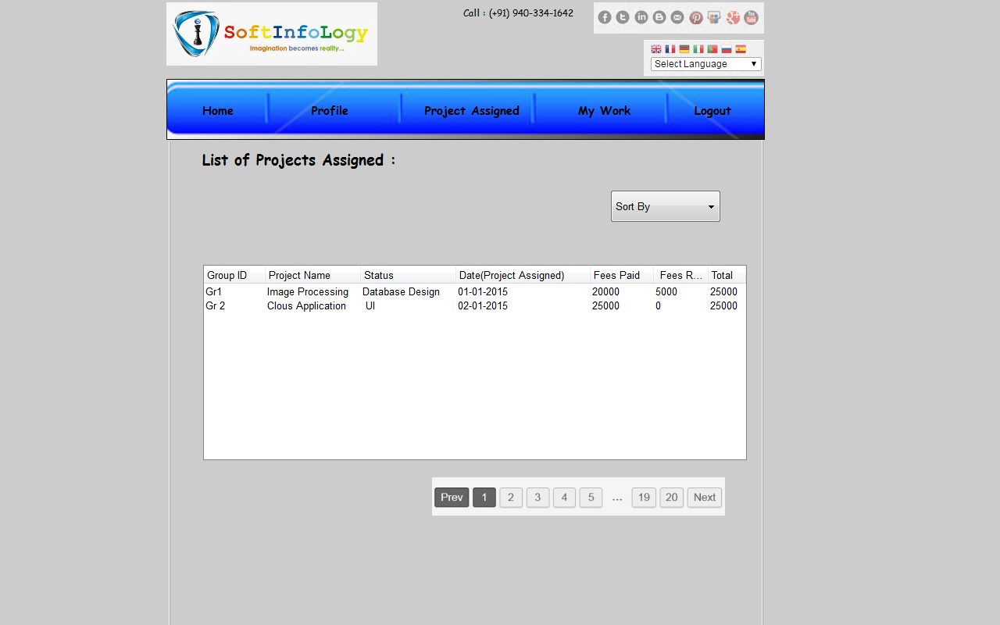 SoftInfoLogy
Imagination becomes reality...
Call : (+91) 940-334-1642
Select Language
Home Profile Project Assigned My Work Logout
List of Projects Assigned :
Sort By
Group ID Project Name Status Date(Project Assigned) Fees Paid Fees R... Total
Gr1 Image Processing Database Design 01-01-2015 20000 5000 25000
Gr 2 Clous Application UI 02-01-2015 25000 0 25000
Prev 1 2 3 4 5 ... 19 20 Next